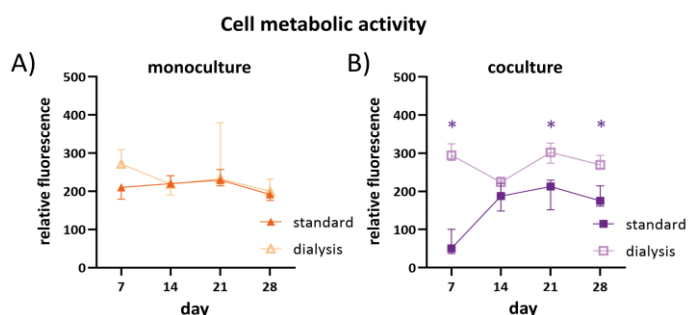 Cell metabolic activity
A)
monoculture
relative fluorescence
500
400
300
200
100
0
7 14 21 28
day
standard
dialysis
B)
coculture
relative fluorescence
500
400
300
200
100
0
* * *
7 14 21 28
day
standard
dialysis